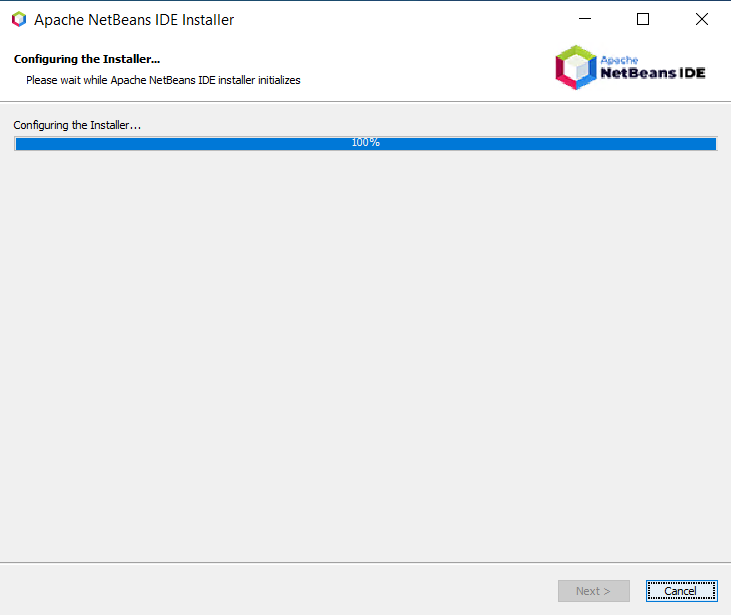 Apache NetBeans IDE Installer
Configuring the Installer...
Please wait while Apache NetBeans IDE installer initializes
Apache
NetBeans IDE
Configuring the Installer...
100%
Next >
Cancel